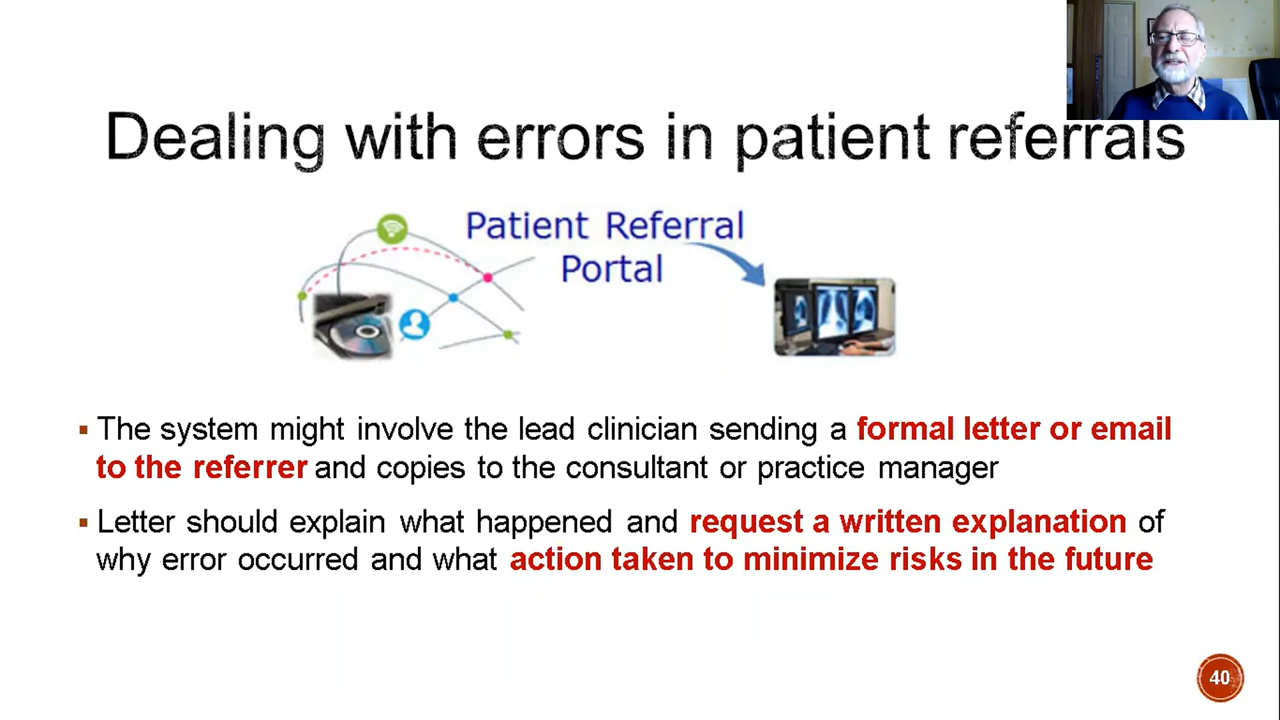 Dealing with errors in patient referrals
Patient Referral
Portal
The system might involve the lead clinician sending a formal letter or email
to the referrer and copies to the consultant or practice manager
Letter should explain what happened and request a written explanation of
why error occurred and what action taken to minimize risks in the future
40